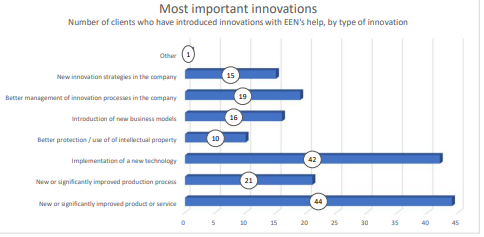 Most important innovations
Number of clients who have introduced innovations with EEN's help, by type of innovation
Other 1
New innovation strategies in the company 15
Better management of innovation processes in the company 19
Introduction of new business models 16
Better protection / use of of intellectual property 10
Implementation of a new technology 42
New or significantly improved production process 21
New or significantly improved product or service 44
0 5 10 15 20 25 30 35 40 45